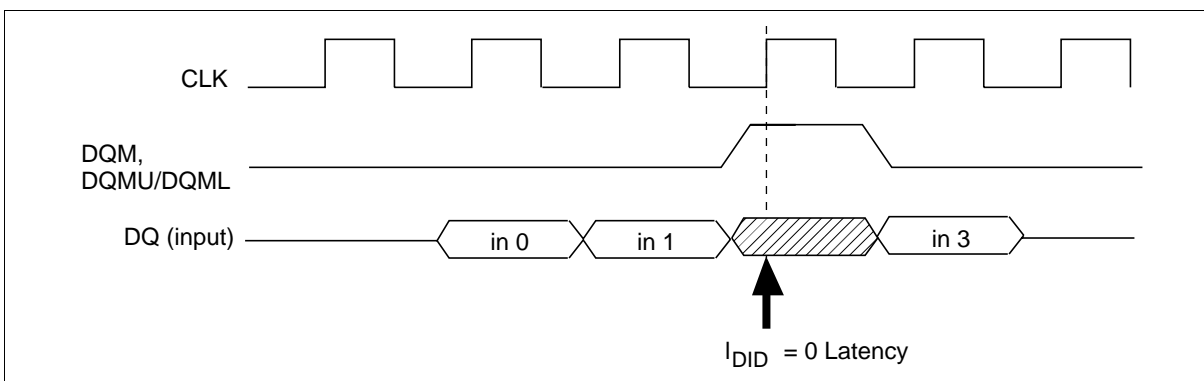 CLK
DQM,
DQMU/DQML
DQ (input)
in 0
in 1
in 3
IDID = 0 Latency